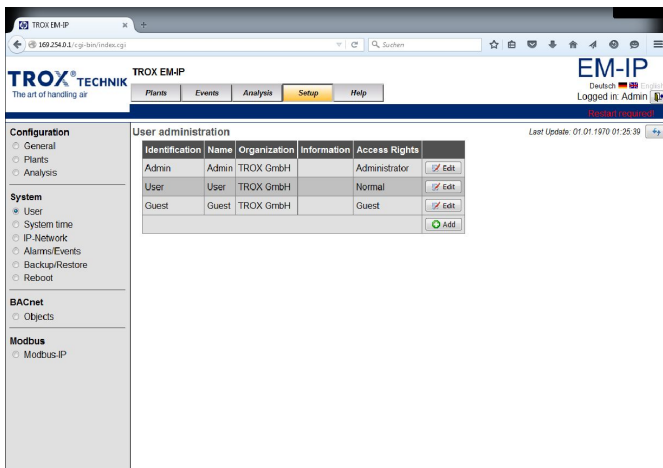 TROX EM-IP
169.254.0.1/cgi-bin/index.cgi
Suchen
TROX® TECHNIK
The art of handling air
TROX EM-IP
Plants Events Analysis Setup Help
EM-IP
Deutsch English
Logged in: Admin
Restart required!
Configuration
General
Plants
Analysis
System
User
System time
IP-Network
Alarms/Events
Backup/Restore
Reboot
BACnet
Objects
Modbus
Modbus-IP
User administration
Last Update: 01.01.1970 01:25:39
Identification Name Organization Information Access Rights
Admin Admin TROX GmbH Administrator Edit
User User TROX GmbH Normal Edit
Guest Guest TROX GmbH Guest Edit
Add